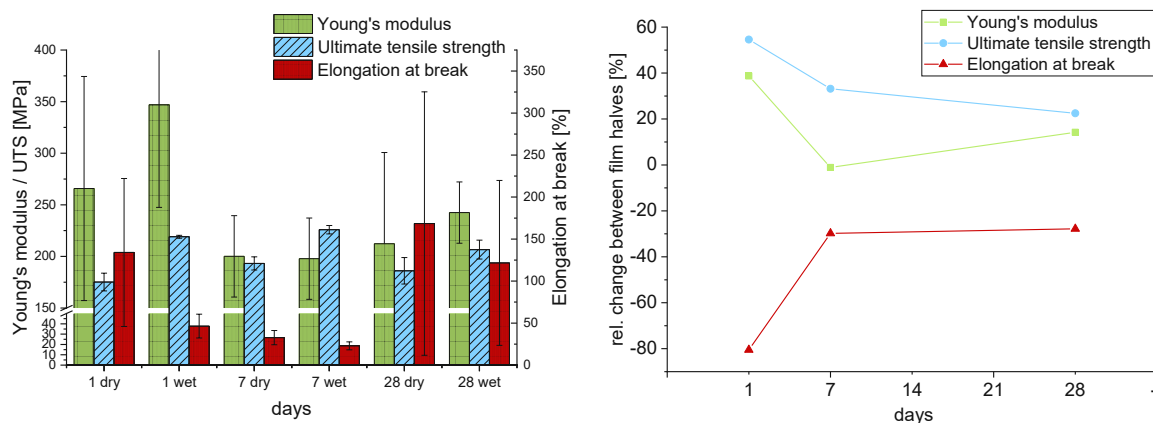 Young's modulus
Ultimate tensile strength
Elongation at break
Young's modulus / UTS [MPa]
400
350
300
250
200
150
40
30
20
10
0
Elongation at break [%]
350
300
250
200
150
100
50
0
1 dry
1 wet
7 dry
7 wet
28 dry
28 wet
days
Young's modulus
Ultimate tensile strength
Elongation at break
rel. change between film halves [%]
60
40
20
0
-20
-40
-60
-80
1
7
14
21
28
days